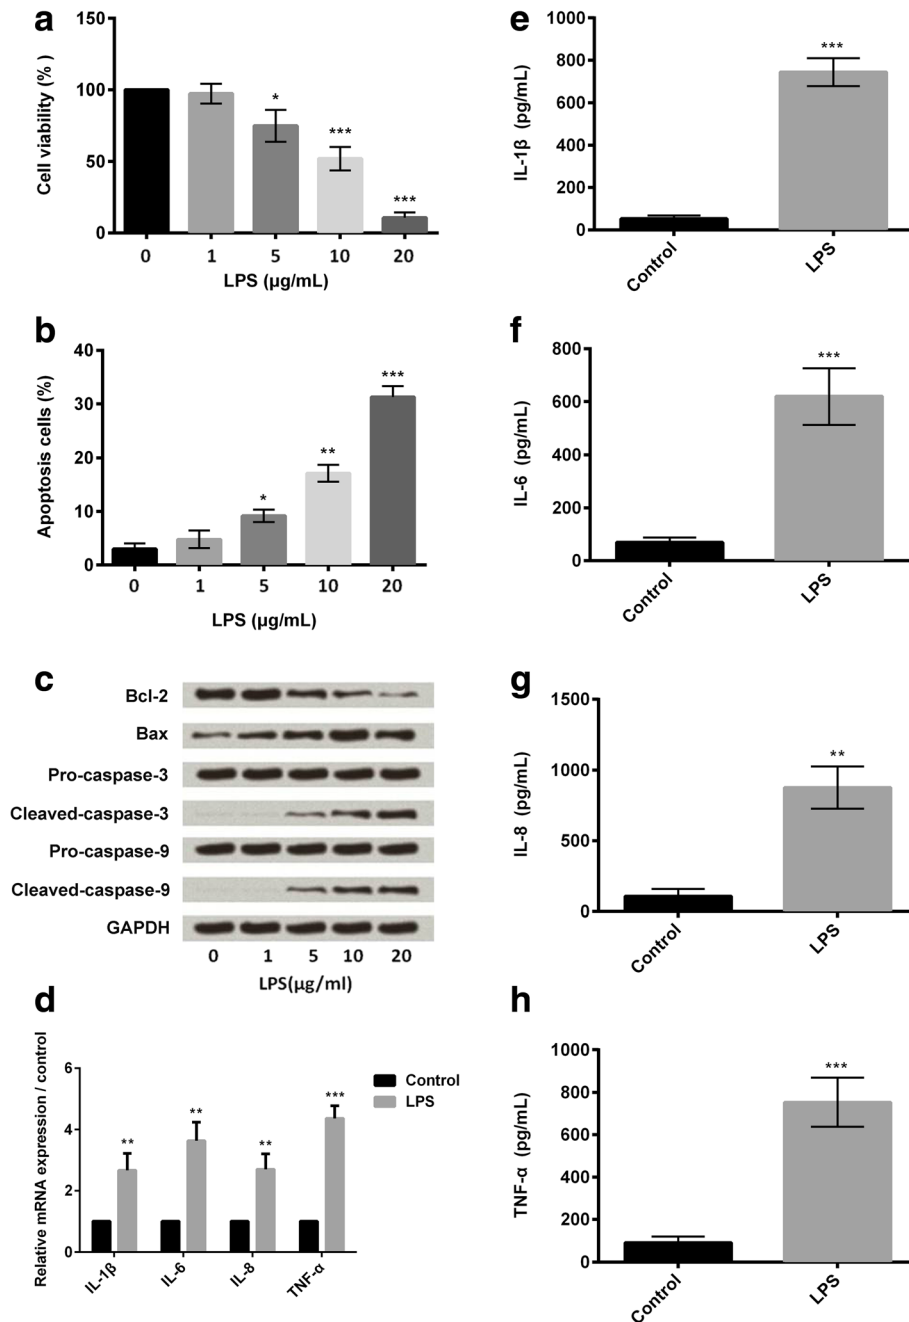 a
150
100
50
0
Cell viability (% )
*
***
***
0 1 5 10 20
LPS (µg/mL)
b
40
30
20
10
0
Apoptosis cells (%)
*
**
***
0 1 5 10 20
LPS (µg/mL)
c
Bcl-2
Bax
Pro-caspase-3
Cleaved-caspase-3
Pro-caspase-9
Cleaved-caspase-9
GAPDH
0 1 5 10 20
LPS(µg/ml)
d
Relative mRNA expression / control
6
4
2
0
**
**
**
***
IL-1β IL-6 IL-8 TNF-α
Control
LPS
e
1000
800
600
400
200
0
IL-1β (pg/mL)
***
Control LPS
f
800
600
400
200
0
IL-6 (pg/mL)
***
Control LPS
g
1500
1000
500
0
IL-8 (pg/mL)
**
Control LPS
h
1000
800
600
400
200
0
TNF-α (pg/mL)
***
Control LPS